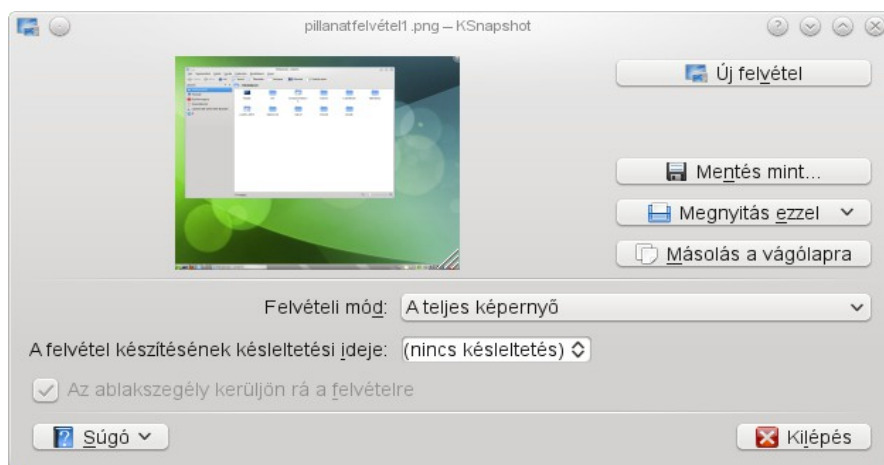 pillanatfelvétel1.png – KSnapshot
Új felvétel
Mentés mint...
Megnyitás ezzel
Másolás a vágólapra
Felvételi mód: A teljes képernyő
A felvétel készítésének késleltetési ideje: (nincs késleltetés)
Az ablakszegély kerüljön rá a felvételre
Súgó
Kilépés